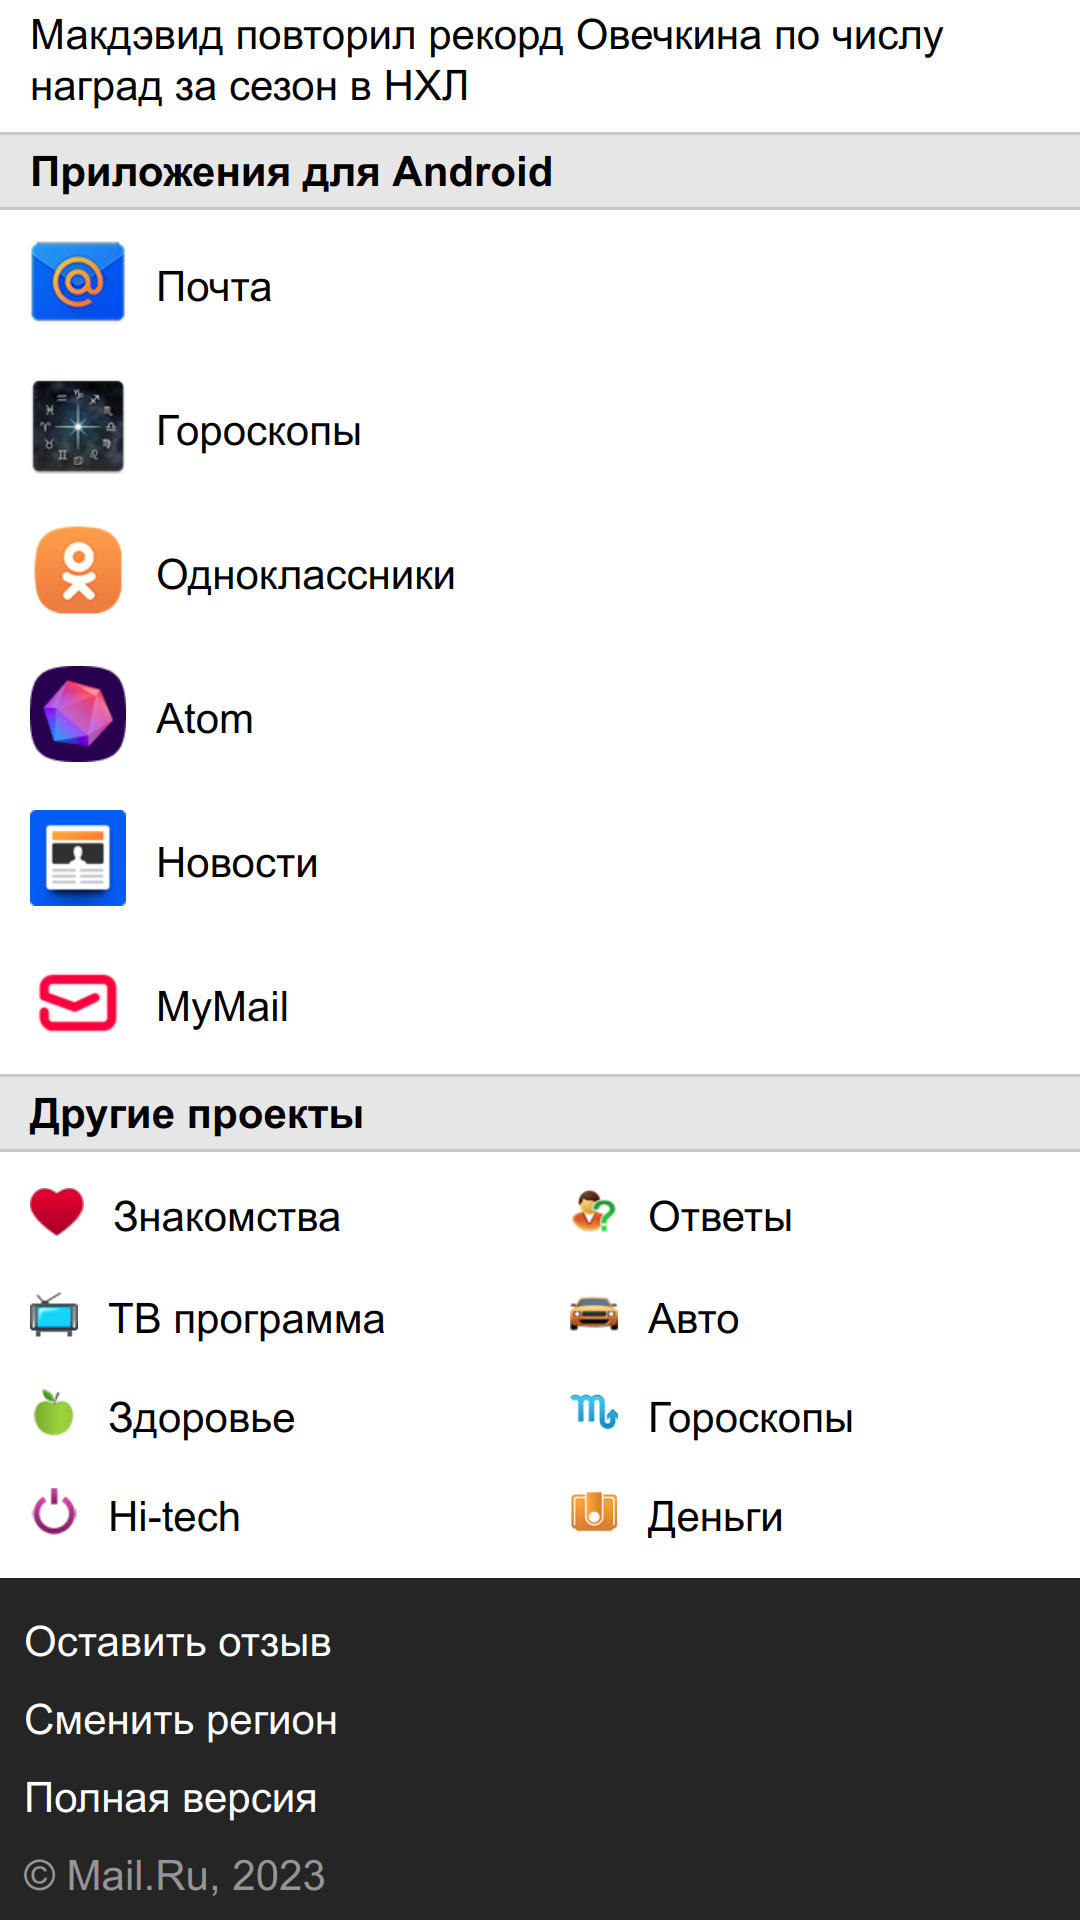 Макдэвид повторил рекорд Овечкина по числу
наград за сезон в НХЛ
Приложения для Android
Почта
Гороскопы
Одноклассники
Atom
Новости
MyMail
Другие проекты
Знакомства
Ответы
ТВ программа
Авто
Здоровье
Гороскопы
Hi-tech
Деньги
Оставить отзыв
Сменить регион
Полная версия
© Mail.Ru, 2023